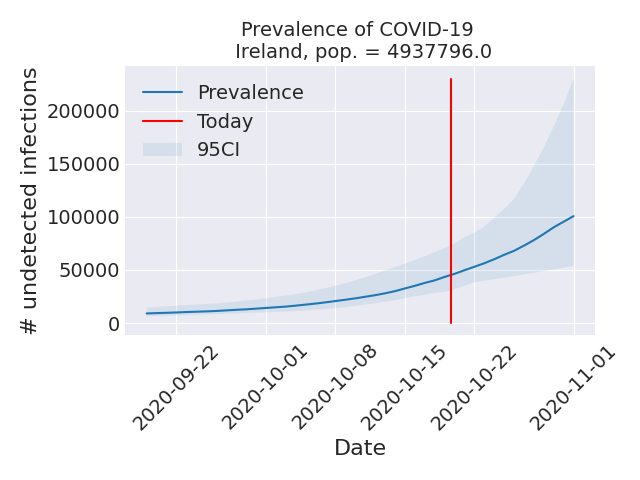 Prevalence of COVID-19
Ireland, pop. = 4937796.0
# undetected infections
200000
150000
100000
50000
0
Prevalence
Today
95CI
2020-09-22
2020-10-01
2020-10-08
2020-10-15
2020-10-22
2020-11-01
Date